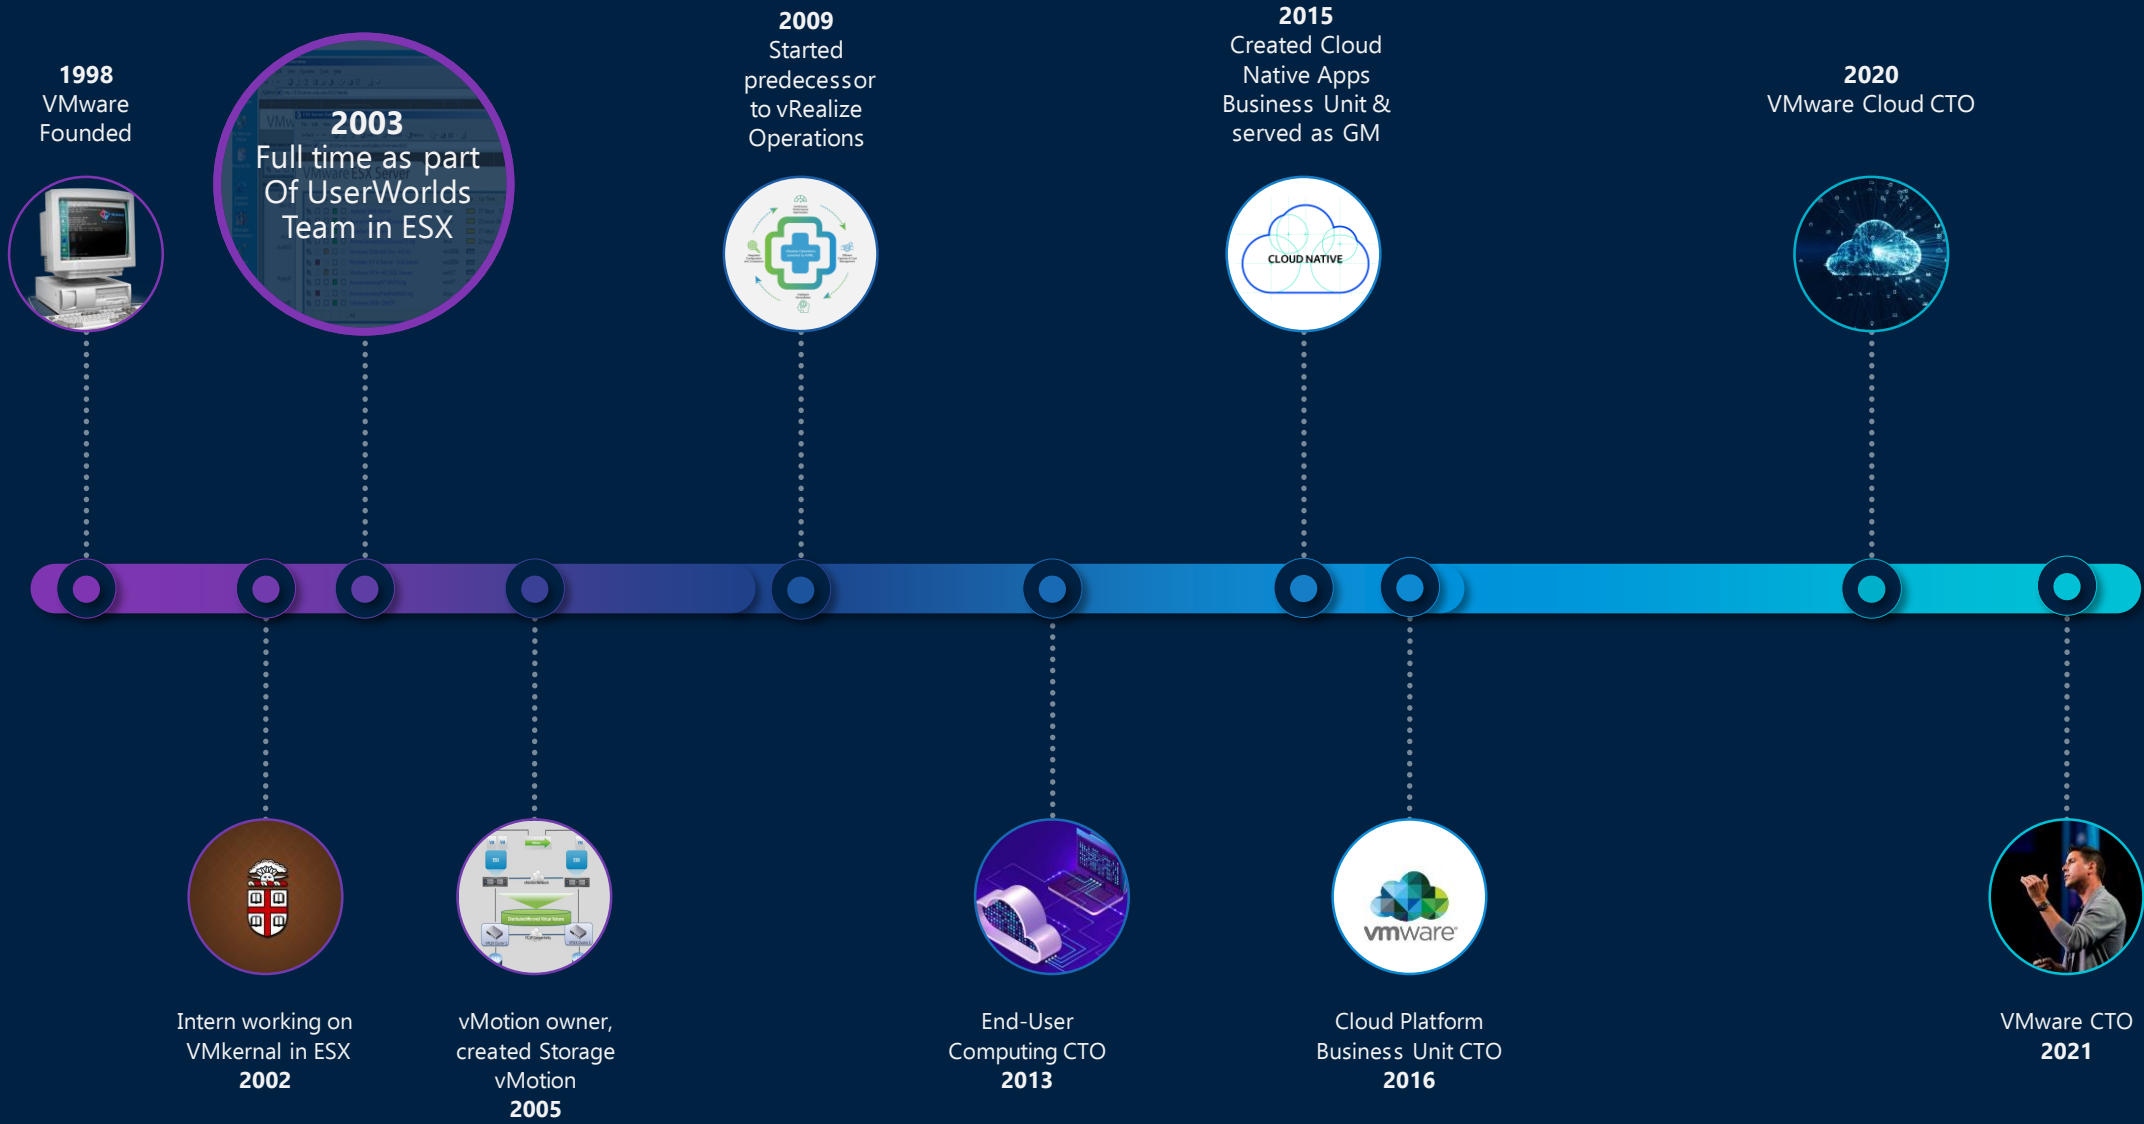 1998
VMware
Founded
2003
Full time as part
Of UserWorlds
Team in ESX
VMware ESX Server
2009
Started
predecessor
to vRealize
Operations
2015
Created Cloud
Native Apps
Business Unit &
served as GM
CLOUD NATIVE
2020
VMware Cloud CTO
Intern working on
VMkernal in ESX
2002
vMotion owner,
created Storage
vMotion
2005
End-User
Computing CTO
2013
vmware
Cloud Platform
Business Unit CTO
2016
VMware CTO
2021